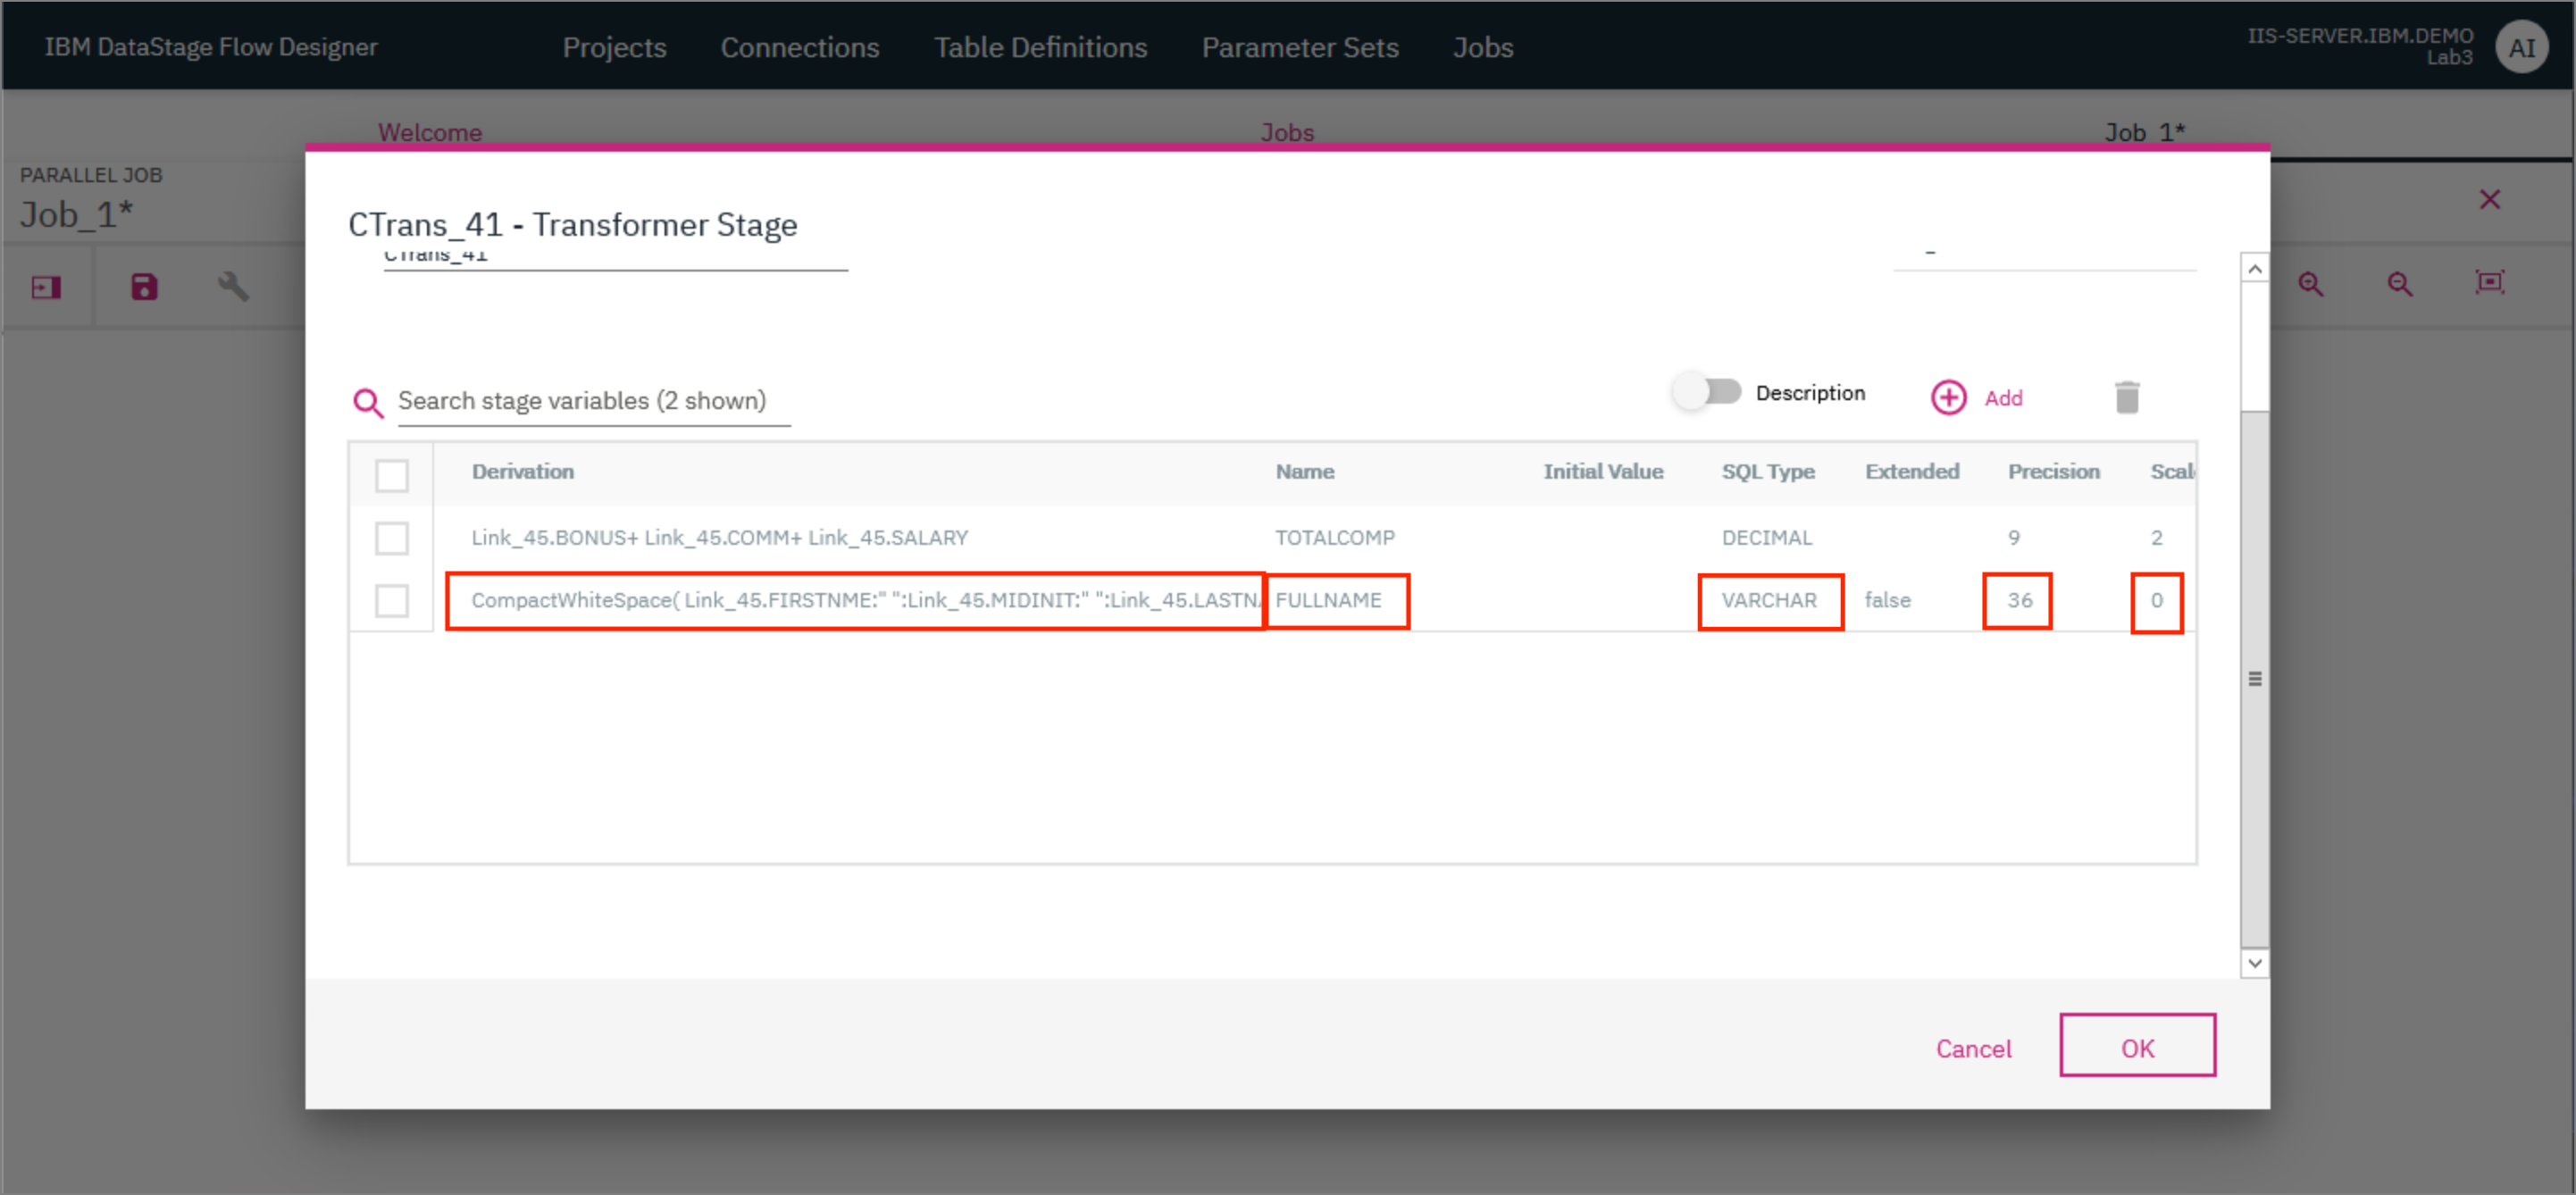 IBM DataStage Flow Designer Projects Connections Table Definitions Parameter Sets Jobs IIS-SERVER.IBM.DEMO
Lab3 AI
Welcome Jobs Job_1*
PARALLEL JOB
Job_1*
CTrans_41 - Transformer Stage
CTrans_41
Search stage variables (2 shown) Description Add
Derivation Name Initial Value SQL Type Extended Precision Scal
Link_45.BONUS+ Link_45.COMM+ Link_45.SALARY TOTALCOMP DECIMAL 9 2
CompactWhiteSpace( Link_45.FIRSTNME:" ":Link_45.MIDINIT:" ":Link_45.LASTN FULLNAME VARCHAR false 36 0
Cancel OK